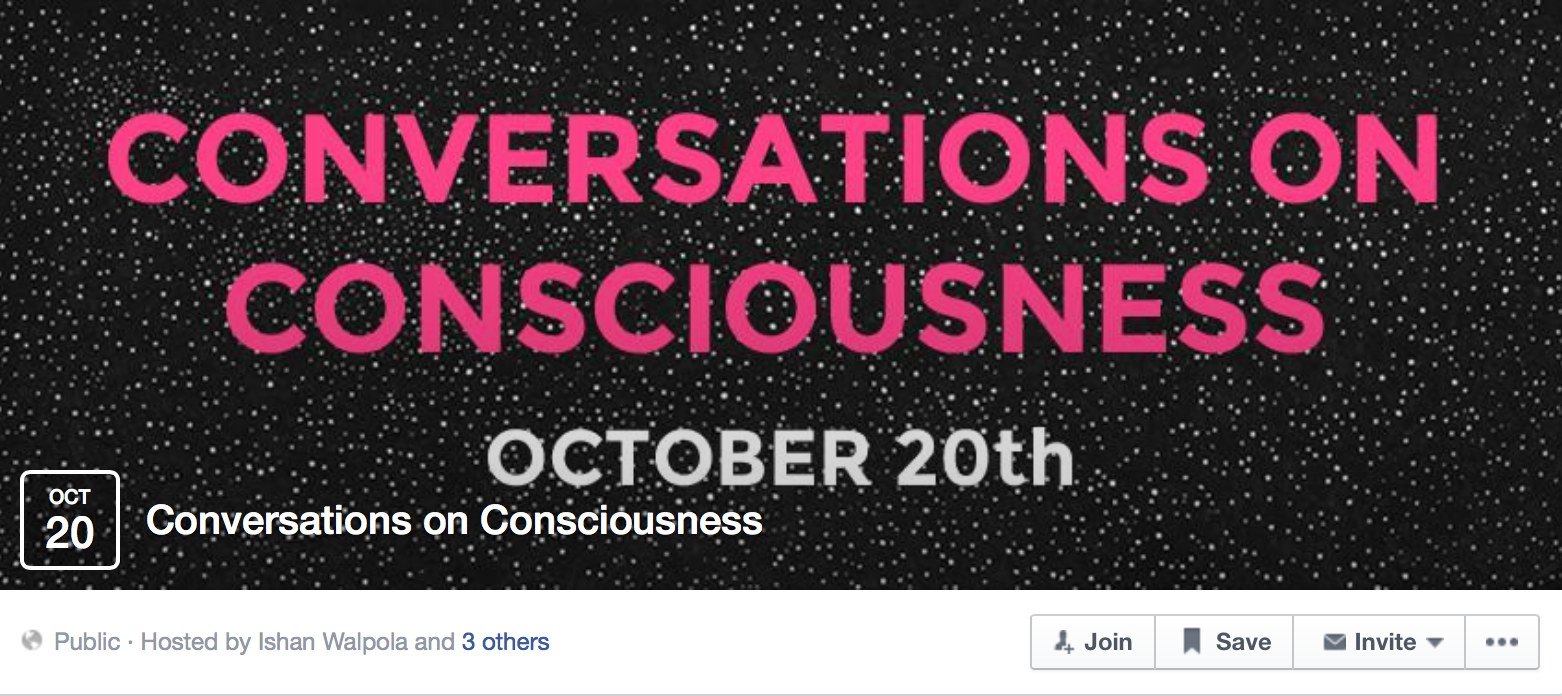 CONVERSATIONS ON
CONSCIOUSNESS
OCTOBER 20th
OCT
20
Conversations on Consciousness
Public · Hosted by Ishan Walpola and 3 others
Join
Save
Invite